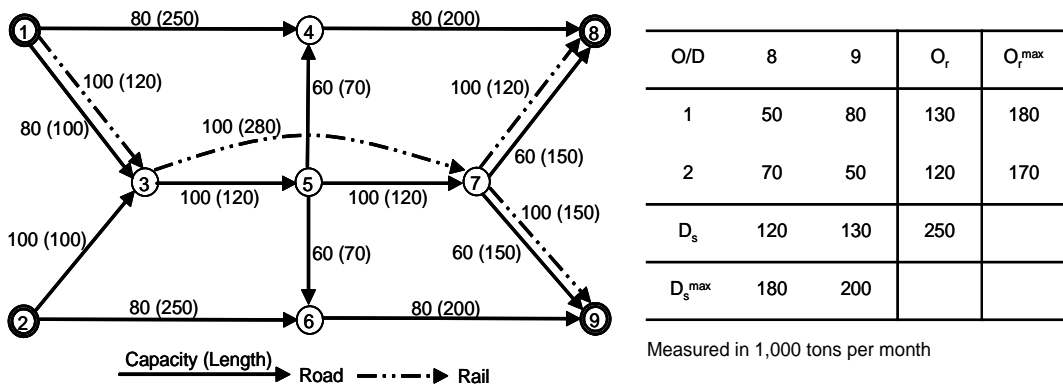 80 (250)
80 (200)
1
4
8
100 (120)
80 (100)
60 (70)
100 (120)
60 (150)
100 (280)
3
5
7
100 (120)
100 (120)
100 (100)
60 (70)
100 (150)
60 (150)
2
80 (250)
6
80 (200)
9
Capacity (Length)
Road
Rail
O/D 8 9 Or Ormax
1 50 80 130 180
2 70 50 120 170
Ds 120 130 250
Dsmax 180 200
Measured in 1,000 tons per month